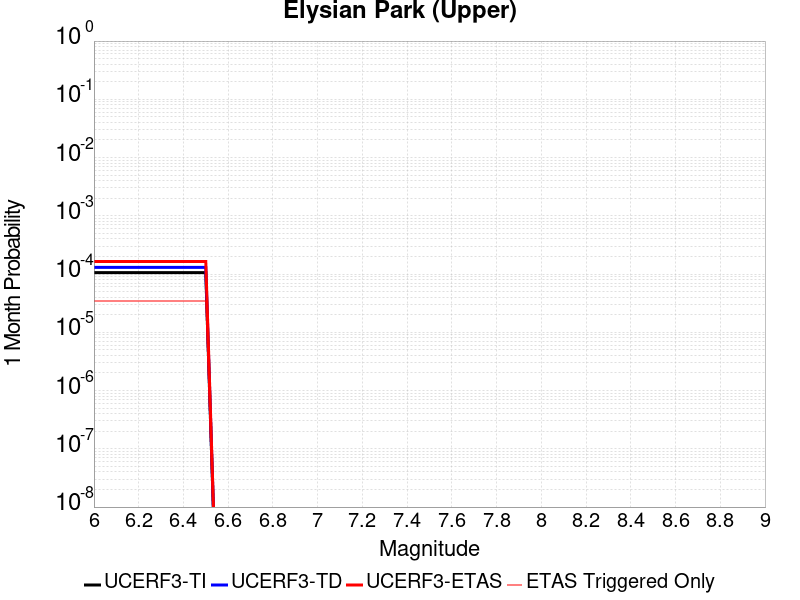 Elysian Park (Upper)
1 Month Probability
10^0
10^-1
10^-2
10^-3
10^-4
10^-5
10^-6
10^-7
10^-8
6 6.2 6.4 6.6 6.8 7 7.2 7.4 7.6 7.8 8 8.2 8.4 8.6 8.8 9
Magnitude
UCERF3-TI UCERF3-TD UCERF3-ETAS ETAS Triggered Only